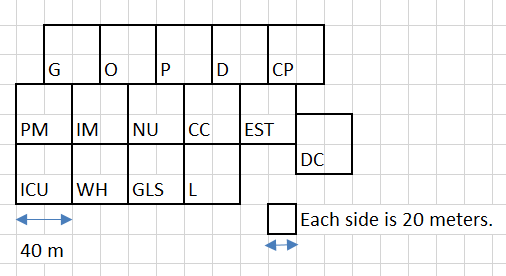 G O P D CP
PM IM NU CC EST
DC
ICU WH GLS L
Each side is 20 meters.
40 m